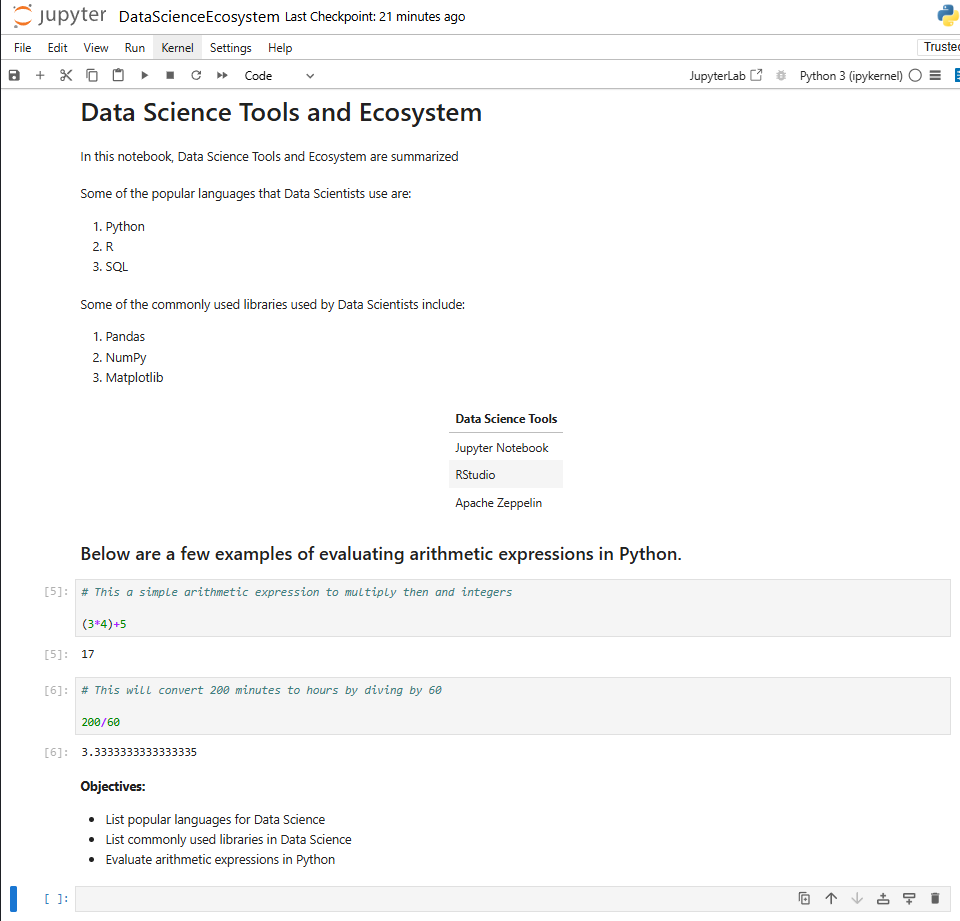 jupyter DataScienceEcosystem Last Checkpoint: 21 minutes ago
File Edit View Run Kernel Settings Help Trusted
Code JupyterLab Python 3 (ipykernel)
Data Science Tools and Ecosystem
In this notebook, Data Science Tools and Ecosystem are summarized
Some of the popular languages that Data Scientists use are:
1. Python
2. R
3. SQL
Some of the commonly used libraries used by Data Scientists include:
1. Pandas
2. NumPy
3. Matplotlib
Data Science Tools
Jupyter Notebook
RStudio
Apache Zeppelin
Below are a few examples of evaluating arithmetic expressions in Python.
[5]: # This a simple arithmetic expression to multiply then and integers
(3*4)+5
[5]: 17
[6]: # This will convert 200 minutes to hours by diving by 60
200/60
[6]: 3.3333333333333335
Objectives:
• List popular languages for Data Science
• List commonly used libraries in Data Science
• Evaluate arithmetic expressions in Python
[ ]: